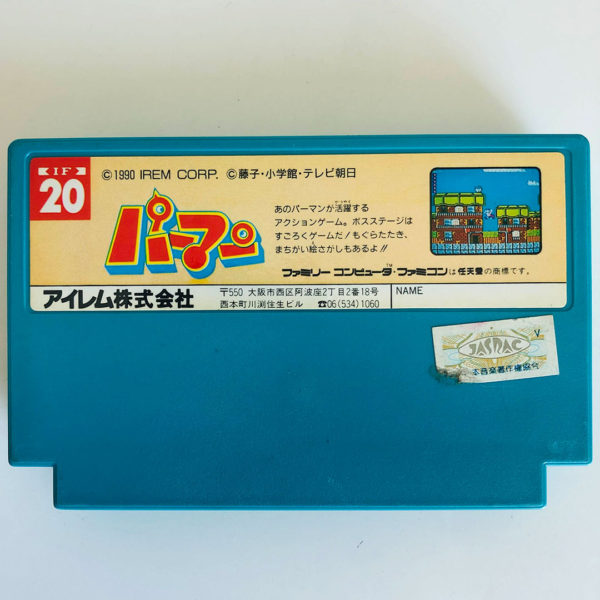 IF
20
©1990 IREM CORP. ©藤子・小学館・テレビ朝日
パーマン
あのパーマンが活躍する
アクションゲーム。ボスステージは
すごろくゲームだ!もぐらたたき、
まちがい絵さがしもあるよ!!
ファミリー コンピュータ・ファミコン™は任天堂の商標です。
アイレム株式会社
〒550 大阪市西区阿波座2丁目2番18号
西本町川渕住生ビル ☎06(534)1060
NAME
V
JASRAC
本音楽著作権協会